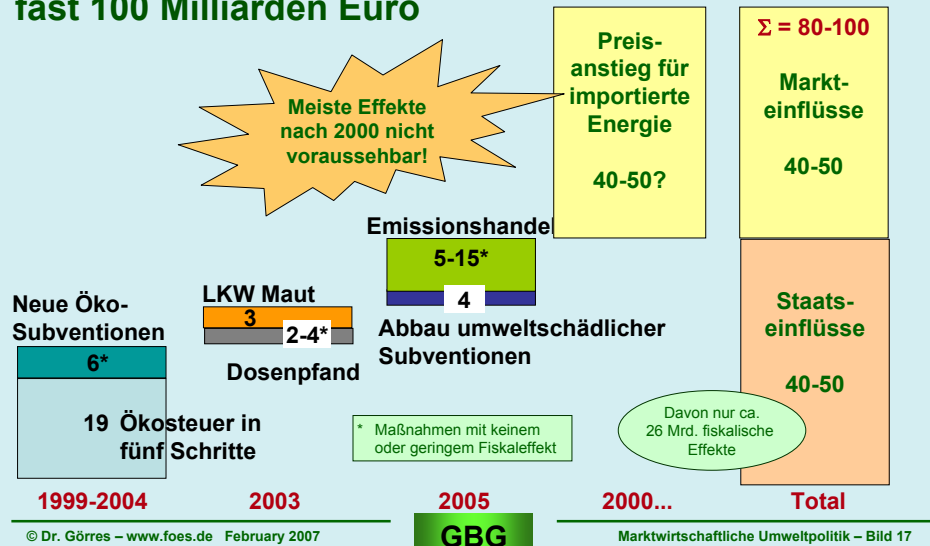 fast 100 Milliarden Euro
Meiste Effekte
nach 2000 nicht
voraussehbar!
Preis-
anstieg für
importierte
Energie
40-50?
Σ = 80-100
Markt-
einflüsse
40-50
Emissionshandel
5-15*
4
Abbau umweltschädlicher
Subventionen
LKW Maut
3
2-4*
Dosenpfand
Neue Öko-
Subventionen
6*
19 Ökosteuer in
fünf Schritte
* Maßnahmen mit keinem
oder geringem Fiskaleffekt
Staats-
einflüsse
40-50
Davon nur ca.
26 Mrd. fiskalische
Effekte
1999-2004 2003 2005 2000... Total
© Dr. Görres – www.foes.de February 2007 GBG Marktwirtschaftliche Umweltpolitik – Bild 17